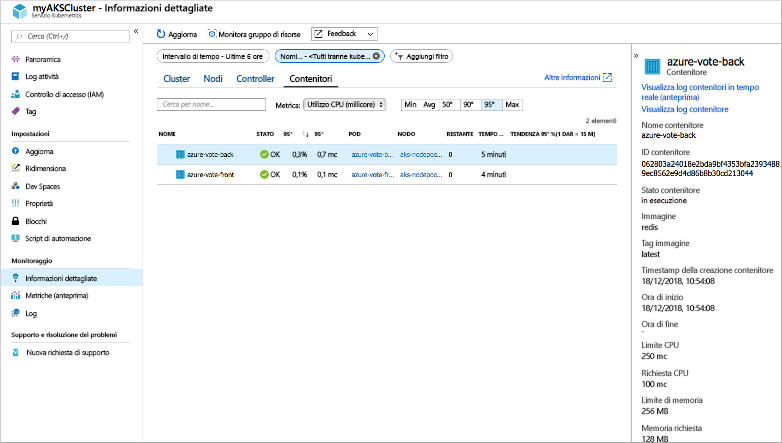 myAKSCluster - Informazioni dettagliate
Servizio Kubemetrics
Cerca (Ctrl+/)
«
Panoramica
Log attività
Controllo di accesso (IAM)
Tag
Impostazioni
Aggiorna
Ridimensiona
Dev Spaces
Proprietà
Blocchi
Script di automazione
Monitoraggio
Informazioni dettagliate
Metriche (anteprima)
Log
Supporto e risoluzione dei problemi
Nuova richiesta di supporto
Aggiorna
Monitora gruppo di risorse
Feedback
Intervallo di tempo - Ultime 6 ore
Nomi... - <Tutti tranne kube...
Aggiungi filtro
Cluster
Nodi
Controller
Contenitori
Altre informazioni
Cerca per nome...
Metrica: Utilizzo CPU (millicore)
Min Avg 50° 90° 95° Max
2 elementi
NOME STATO 95° ↑↓ 95° POD NODO RESTANTE TEMPO ... TENDENZA 95° %(1 DAR = 15 M)
azure-vote-back OK 0,3% 0,7 mc azure-vote-b... aks-nodepoo... 0 5 minuti
azure-vote-front OK 0,1% 0,1 mc azure-vote-fr... aks-nodepoo... 0 4 minuti
»
azure-vote-back
Contenitore
Visualizza log contenitori in tempo
reale (anteprima)
Visualizza log contenitore
Nome contenitore
azure-vote-back
ID contenitore
062803a24018e2bda9bf4353bfa2393488
9ec8562e9d4d86b8b30cd213044
Stato contenitore
in esecuzione
Immagine
redis
Tag immagine
latest
Timestamp della creazione contenitore
18/12/2018, 10:54:08
Ora di inizio
18/12/2018, 10:54:08
Ora di fine
-
Limite CPU
250 mc
Richiesta CPU
100 mc
Limite di memoria
256 MB
Memoria richiesta
128 MB